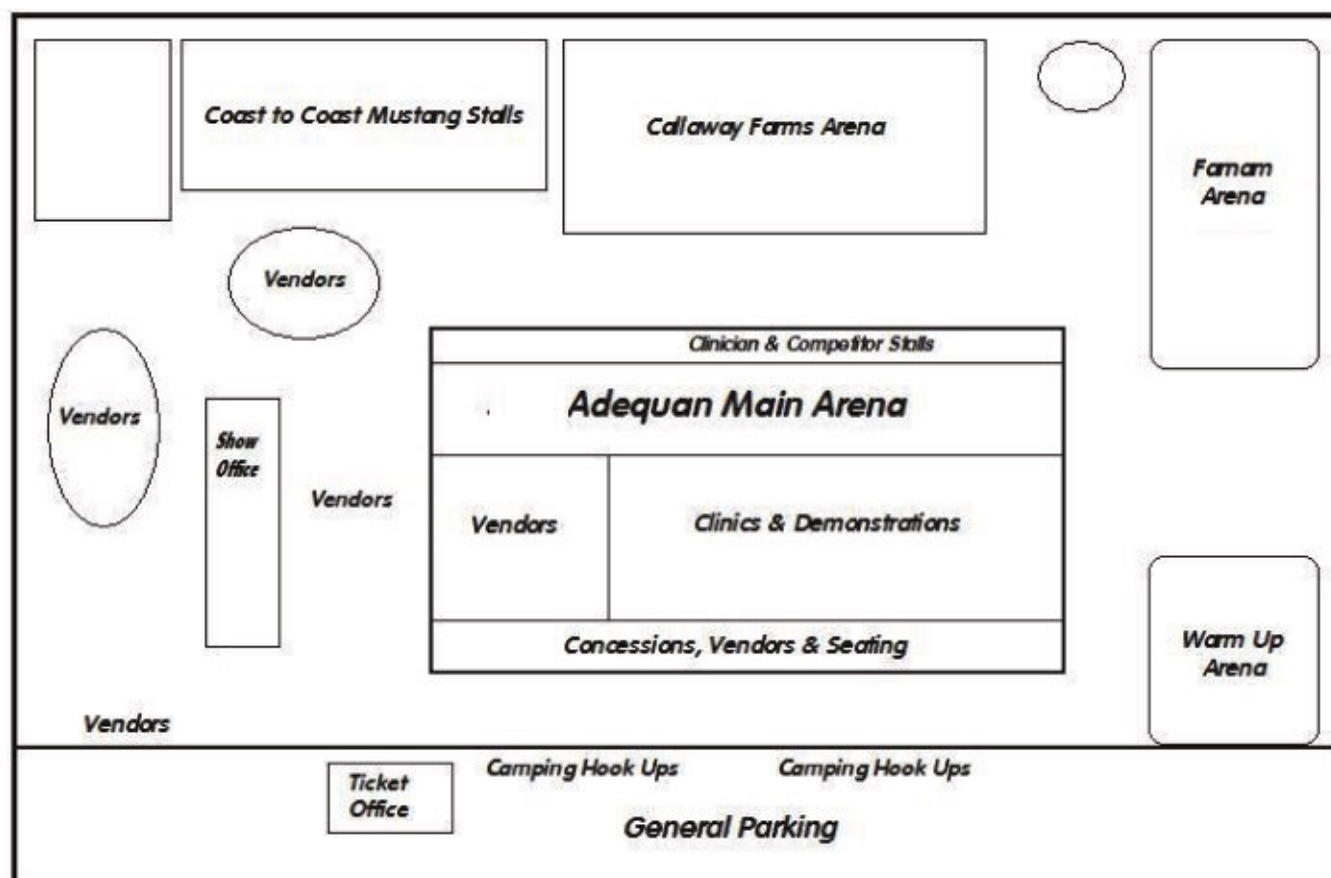 Coast to Coast Mustang Stalls
Callaway Farms Arena
Farnam
Arena
Vendors
Clinician & Competitor Stalls
Adequan Main Arena
Vendors
Show
Office
Vendors
Vendors
Clinics & Demonstrations
Concessions, Vendors & Seating
Warm Up
Arena
Vendors
Ticket
Office
Camping Hook Ups
Camping Hook Ups
General Parking